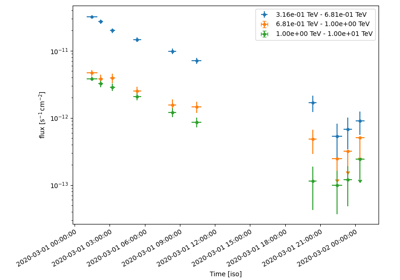 3.16e-01 TeV - 6.81e-01 TeV
6.81e-01 TeV - 1.00e+00 TeV
1.00e+00 TeV - 1.00e+01 TeV
10⁻¹¹
10⁻¹²
10⁻¹³
flux [s⁻¹ cm⁻²]
2020-03-01 00:00:00
2020-03-01 03:00:00
2020-03-01 06:00:00
2020-03-01 09:00:00
2020-03-01 12:00:00
2020-03-01 15:00:00
2020-03-01 18:00:00
2020-03-01 21:00:00
2020-03-02 00:00:00
Time [iso]